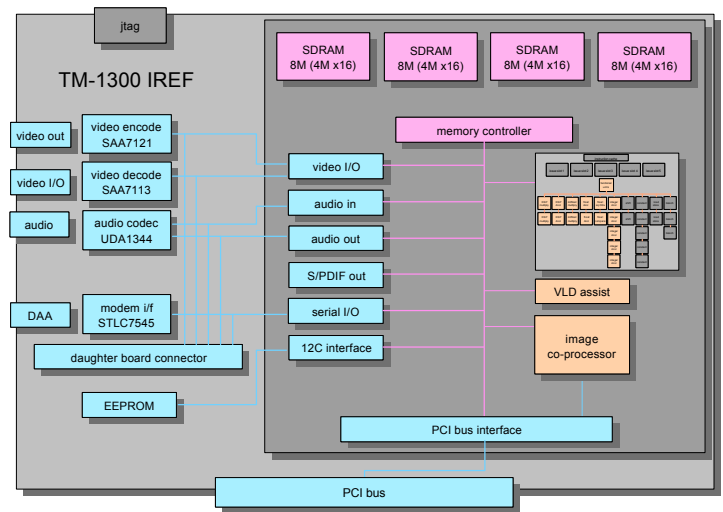 jtag
TM-1300 IREF
SDRAM
8M (4M x16)
SDRAM
8M (4M x16)
SDRAM
8M (4M x16)
SDRAM
8M (4M x16)
memory controller
video out
video encode
SAA7121
video I/O
video decode
SAA7113
audio
audio codec
UDA1344
DAA
modem i/f
STLC7545
daughter board connector
EEPROM
video I/O
audio in
audio out
S/PDIF out
serial I/O
12C interface
VLD assist
image
co-processor
PCI bus interface
PCI bus